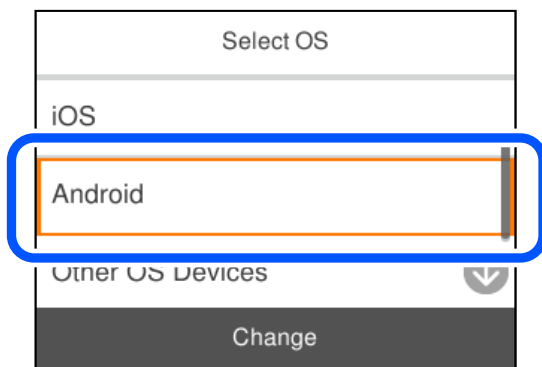 Select OS
iOS
Android
Other OS Devices
Change